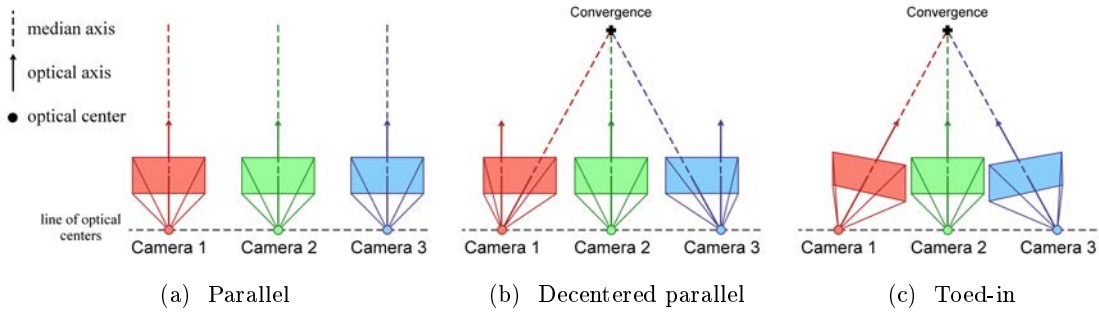 median axis
optical axis
optical center
line of optical
centers
Camera 1 Camera 2 Camera 3
(a) Parallel
Convergence
Camera 1 Camera 2 Camera 3
(b) Decentered parallel
Convergence
Camera 1 Camera 2 Camera 3
(c) Toed-in